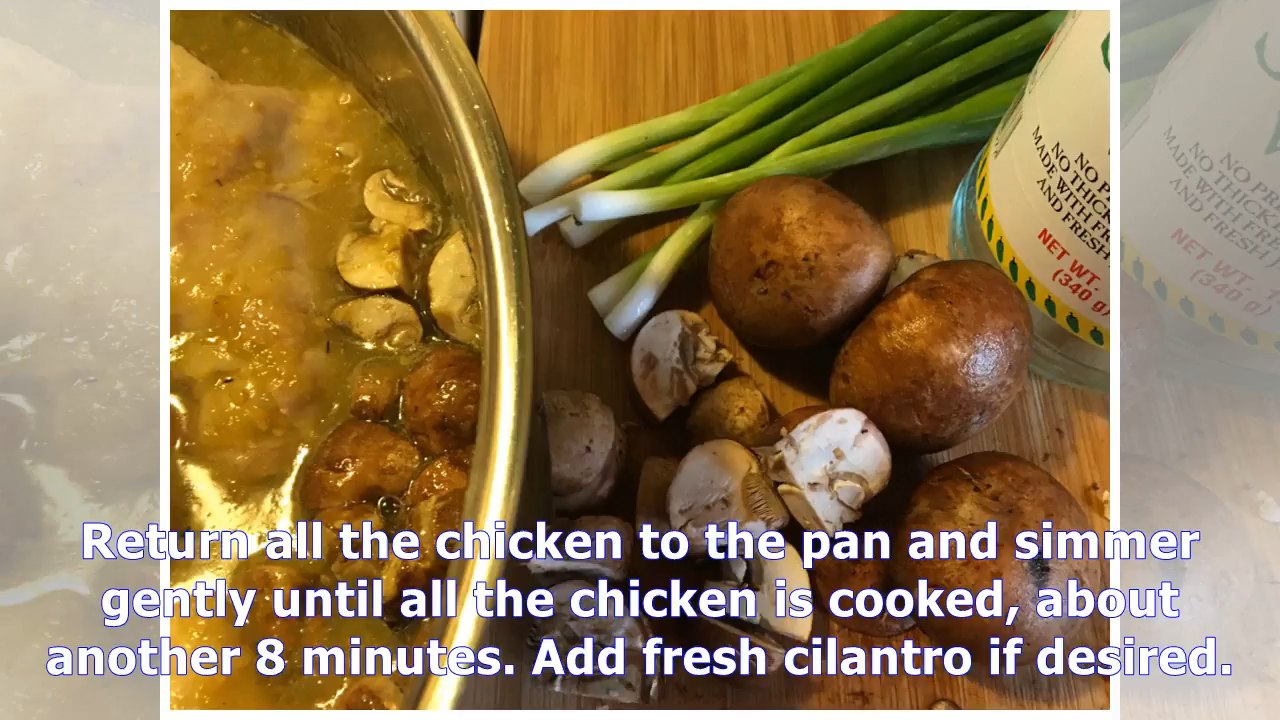 NO P
NO THICK
MADE WITH FR
AND FRESH
NET WT.
(340 g)
Return all the chicken to the pan and simmer
gently until all the chicken is cooked, about
another 8 minutes. Add fresh cilantro if desired.